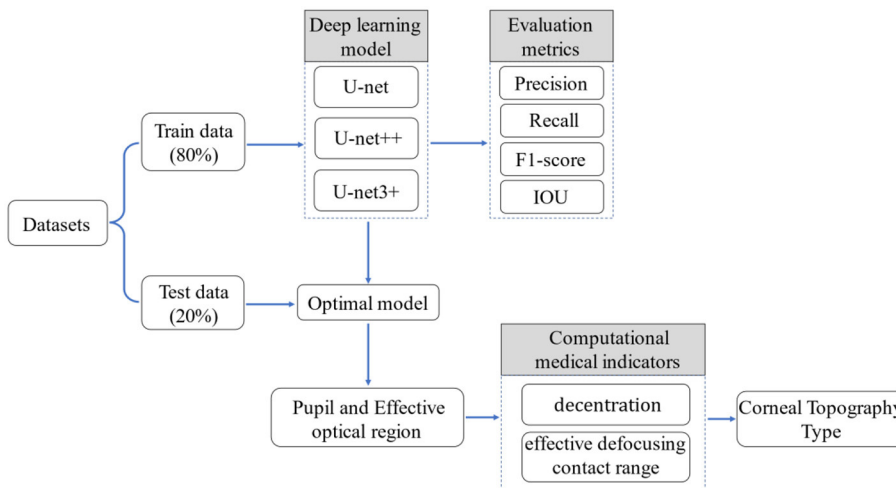 Deep learning
model
U-net
U-net++
U-net3+
Evaluation
metrics
Precision
Recall
F1-score
IOU
Train data
(80%)
Datasets
Test data
(20%)
Optimal model
Pupil and Effective
optical region
Computational
medical indicators
decentration
effective defocusing
contact range
Corneal Topography
Type